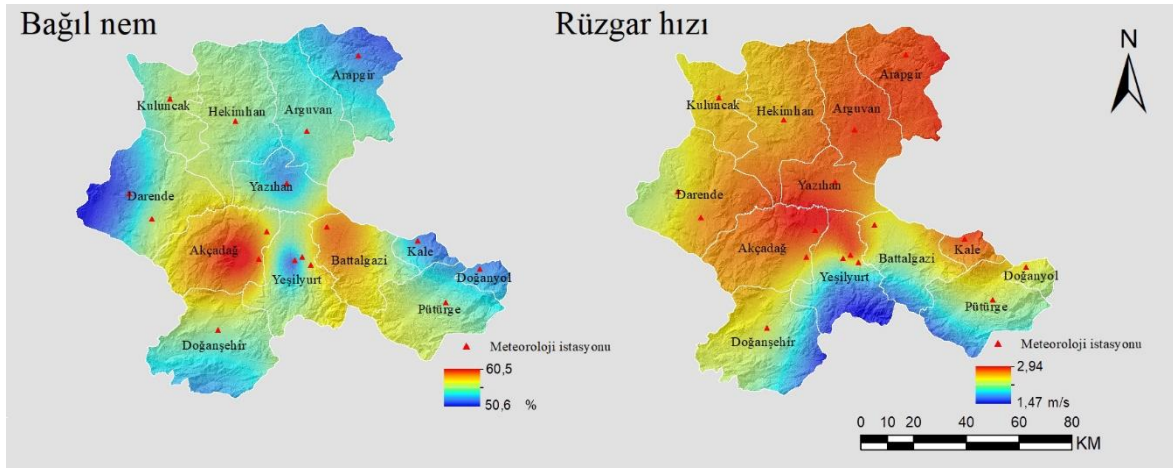 Bağıl nem
Arapgir
Kuluncak
Hekimhan
Arguvan
Yazıhan
Darende
Akçadağ
Battalgazi
Kale
Yeşilyurt
Doğanyol
Pütürge
Doğanşehir
Meteoroloji istasyonu
60,5
50,6 %
Rüzgar hızı
N
Arapgir
Kuluncak
Hekimhan
Arguvan
Yazıhan
Darende
Akçadağ
Battalgazi
Kale
Yeşilyurt
Doğanyol
Pütürge
Doğanşehir
Meteoroloji istasyonu
2,94
1,47 m/s
0 10 20 40 60 80
KM